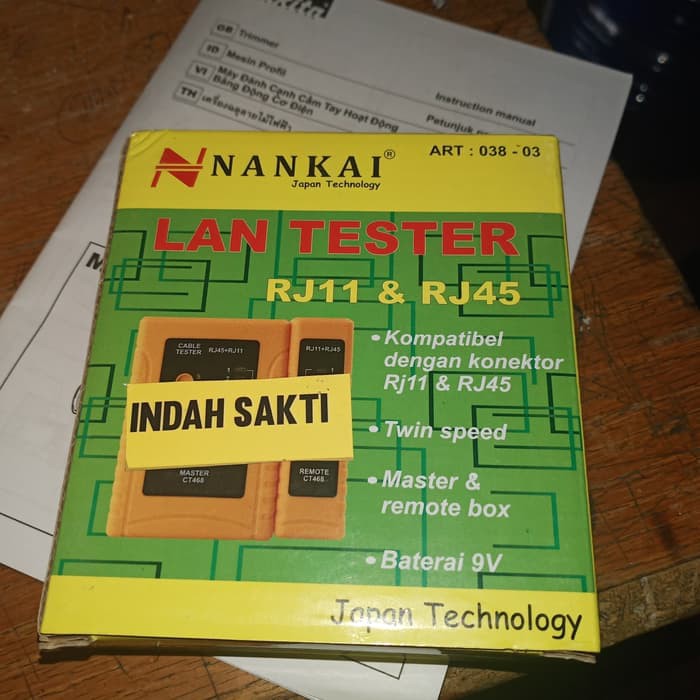 GB Trimmer
ID Mesin Profil
VI Máy Đánh Cạnh Cầm Tay Hoạt Động
Bằng Động Cơ Điện
TH
Instruction manual
Petunjuk
NANKAI®
Japan Technology
ART : 038 - 03
LAN TESTER
RJ11 & RJ45
CABLE
TESTER RJ45+RJ11
RJ11+RJ45
INDAH SAKTI
MASTER
CT468
REMOTE
CT468
• Kompatibel
dengan konektor
Rj11 & RJ45
• Twin speed
• Master &
remote box
• Baterai 9V
Japan Technology